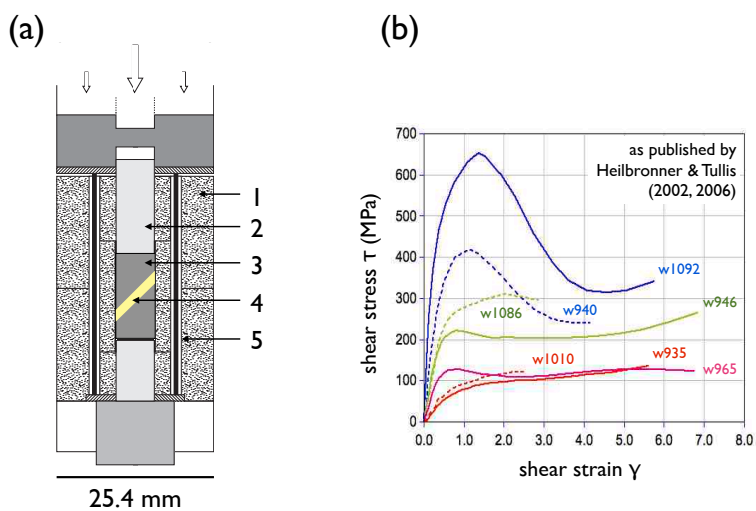 (a)
1
2
3
4
5
25.4 mm
(b)
700
600
500
400
300
200
100
0
shear stress τ (MPa)
as published by
Heilbronner & Tullis
(2002, 2006)
w1092
w946
w1086
w940
w1010
w935
w965
0.0
1.0
2.0
3.0
4.0
5.0
6.0
7.0
8.0
shear strain γ